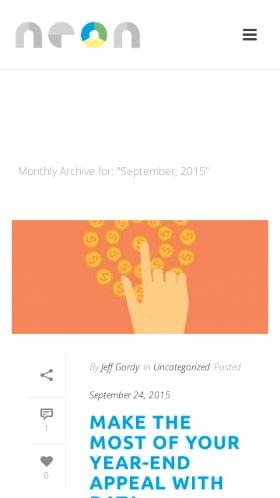 neon
Monthly Archive for: "September, 2015"
By Jeff Gordy in Uncategorized Posted
September 24, 2015
1
0
MAKE THE
MOST OF YOUR
YEAR-END
APPEAL WITH